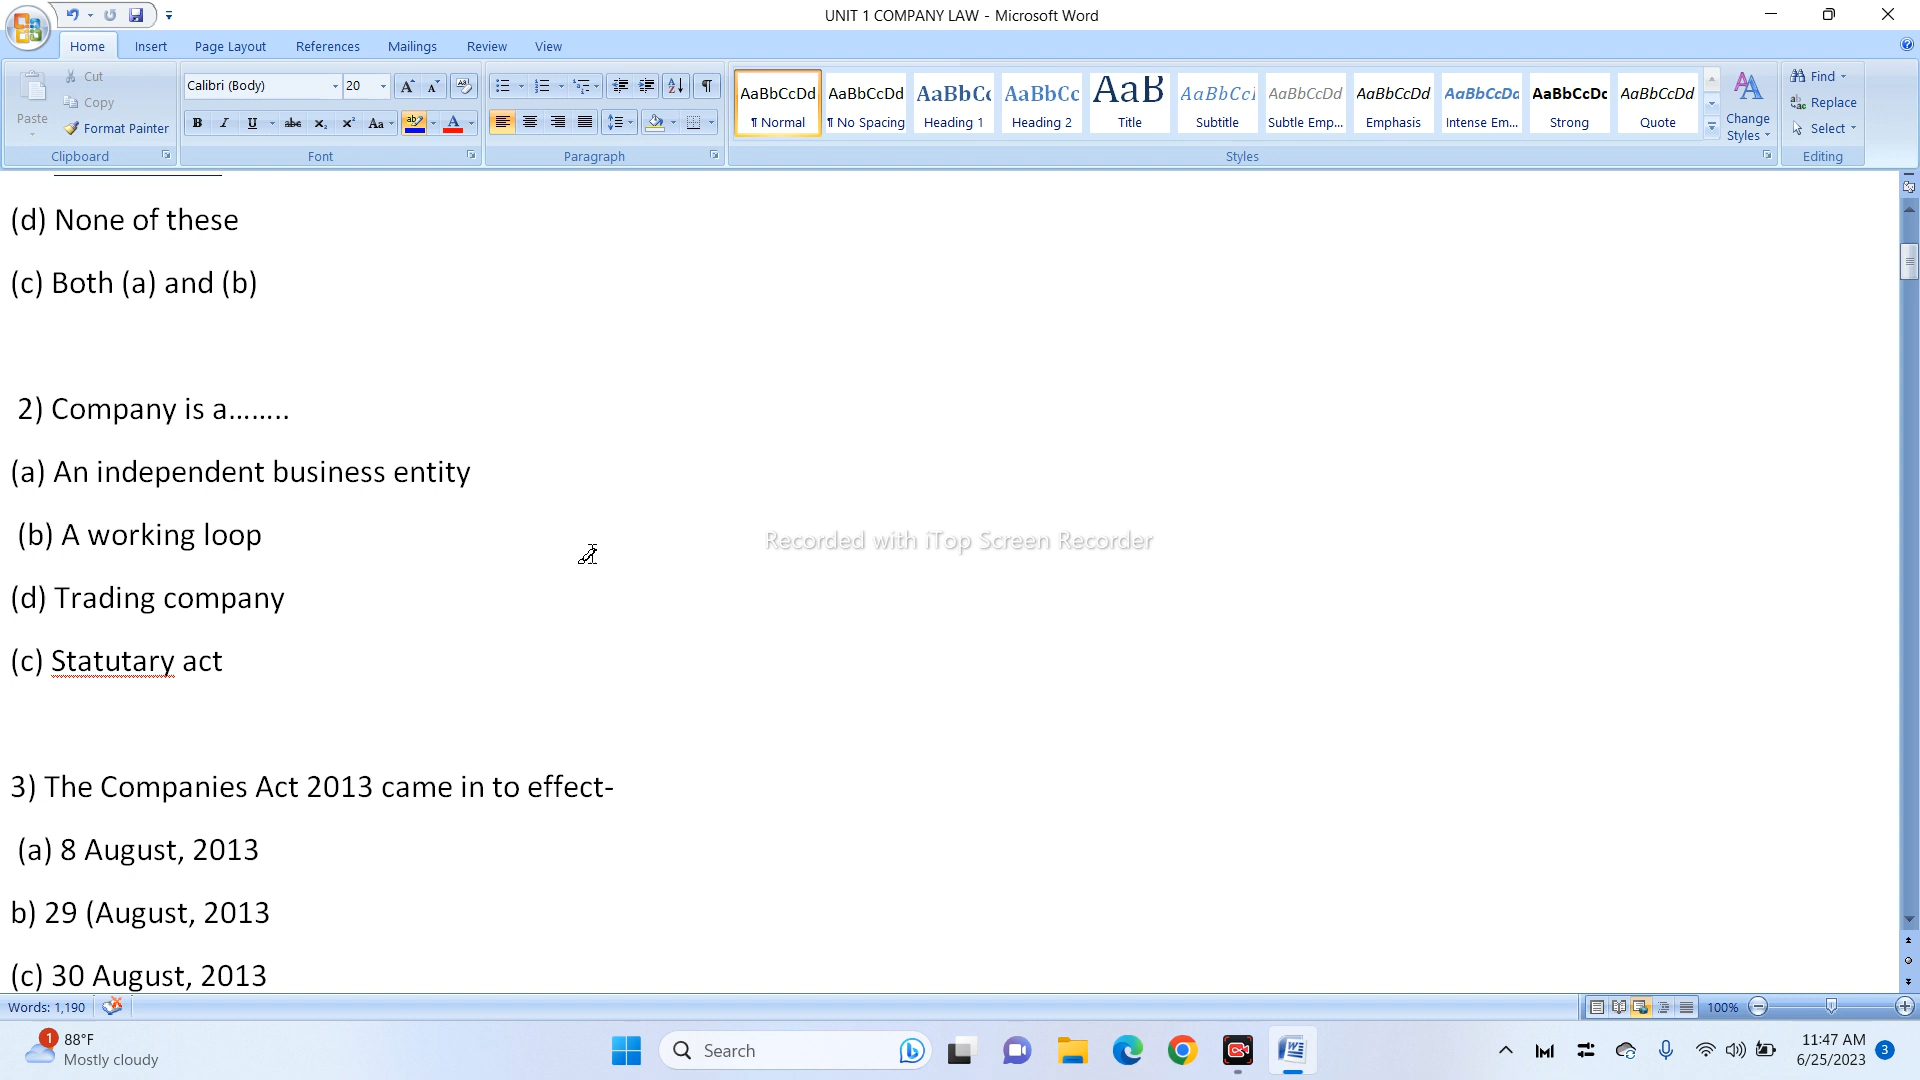 UNIT 1 COMPANY LAW - Microsoft Word
Home Insert Page Layout References Mailings Review View
Paste
Cut
Copy
Format Painter
Clipboard
Calibri (Body) 20
Font
Paragraph
AaBbCcDd AaBbCcDd AaBbCc AaBbCc AaB AaBbCcI AaBbCcDd AaBbCcDd AaBbCcDc AaBbCcDc AaBbCcDd
¶ Normal ¶ No Spacing Heading 1 Heading 2 Title Subtitle Subtle Emp... Emphasis Intense Em... Strong Quote
Change Styles
Styles
Find
Replace
Select
Editing
(d) None of these
(c) Both (a) and (b)
2) Company is a........
(a) An independent business entity
(b) A working loop
(d) Trading company
(c) Statutary act
3) The Companies Act 2013 came in to effect-
(a) 8 August, 2013
b) 29 (August, 2013
(c) 30 August, 2013
Recorded with iTop Screen Recorder
Words: 1,190
100%
1
88°F
Mostly cloudy
Search
11:47 AM
6/25/2023
3